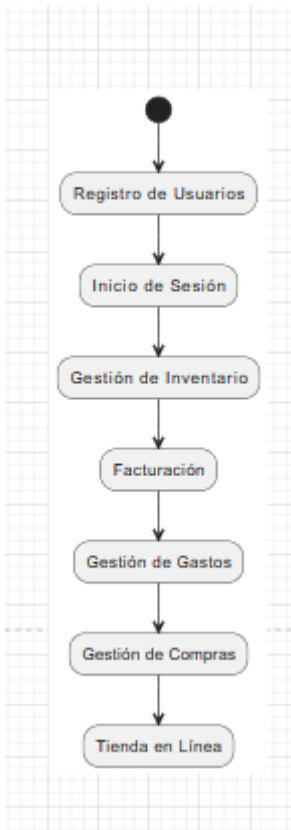 Registro de Usuarios
Inicio de Sesión
Gestión de Inventario
Facturación
Gestión de Gastos
Gestión de Compras
Tienda en Línea